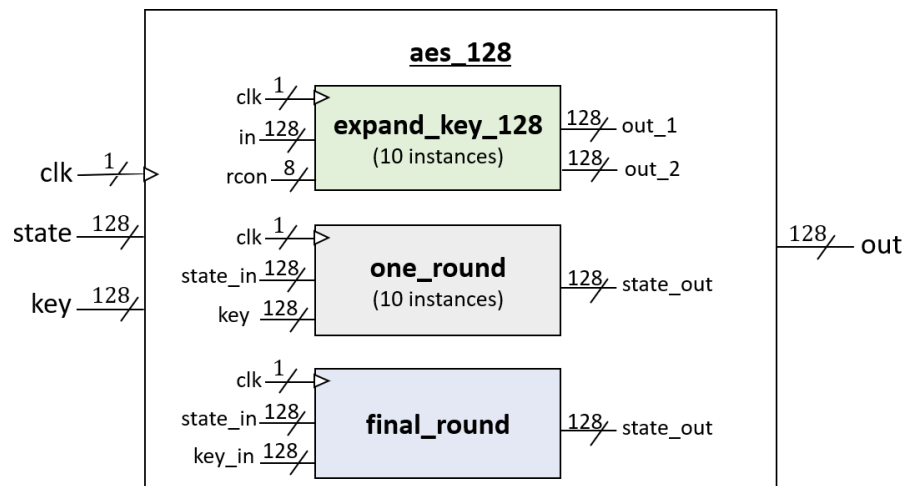 aes_128
clk 1
state 128
key 128
clk 1
in 128
rcon 8
expand_key_128
(10 instances)
128 out_1
128 out_2
clk 1
state_in 128
key 128
one_round
(10 instances)
128 state_out
clk 1
state_in 128
key_in 128
final_round
128 state_out
128 out